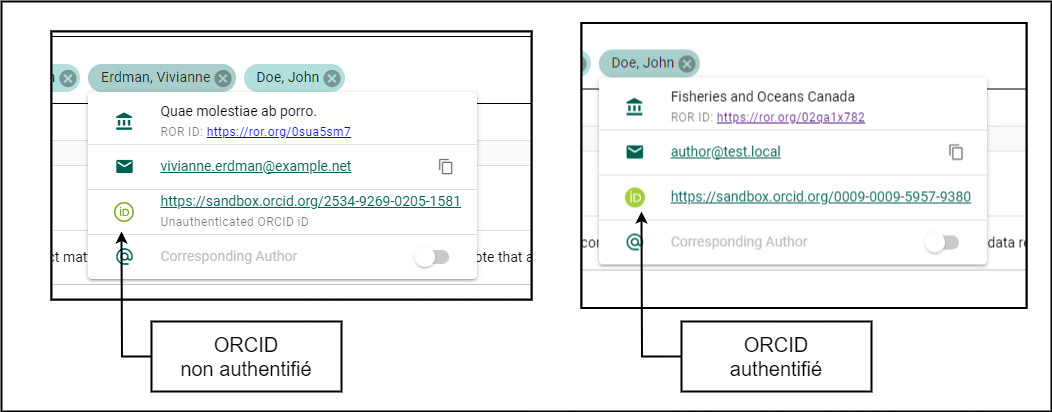 Erdman, Vivianne
Doe, John
Quae molestiae ab porro.
ROR ID: https://ror.org/0sua5sm7
vivianne.erdman@example.net
iD
https://sandbox.orcid.org/2534-9269-0205-1581
Unauthenticated ORCID iD
ct mat
@
Corresponding Author
ote that a
ORCID
non authentifié
Doe, John
Fisheries and Oceans Canada
ROR ID: https://ror.org/02qa1x782
author@test.local
iD
https://sandbox.orcid.org/0009-0009-5957-9380
con
@
Corresponding Author
data re
ORCID
authentifié